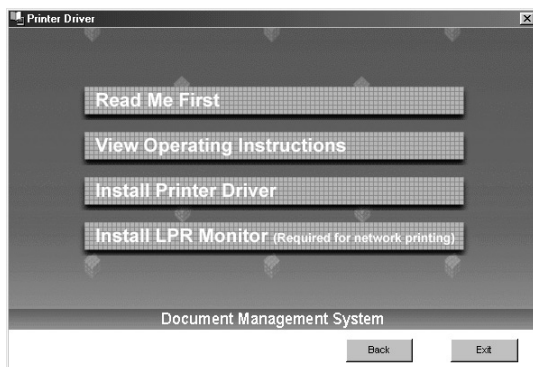 Printer Driver
Read Me First
View Operating Instructions
Install Printer Driver
Install LPR Monitor (Required for network printing)
Document Management System
Back
Exit